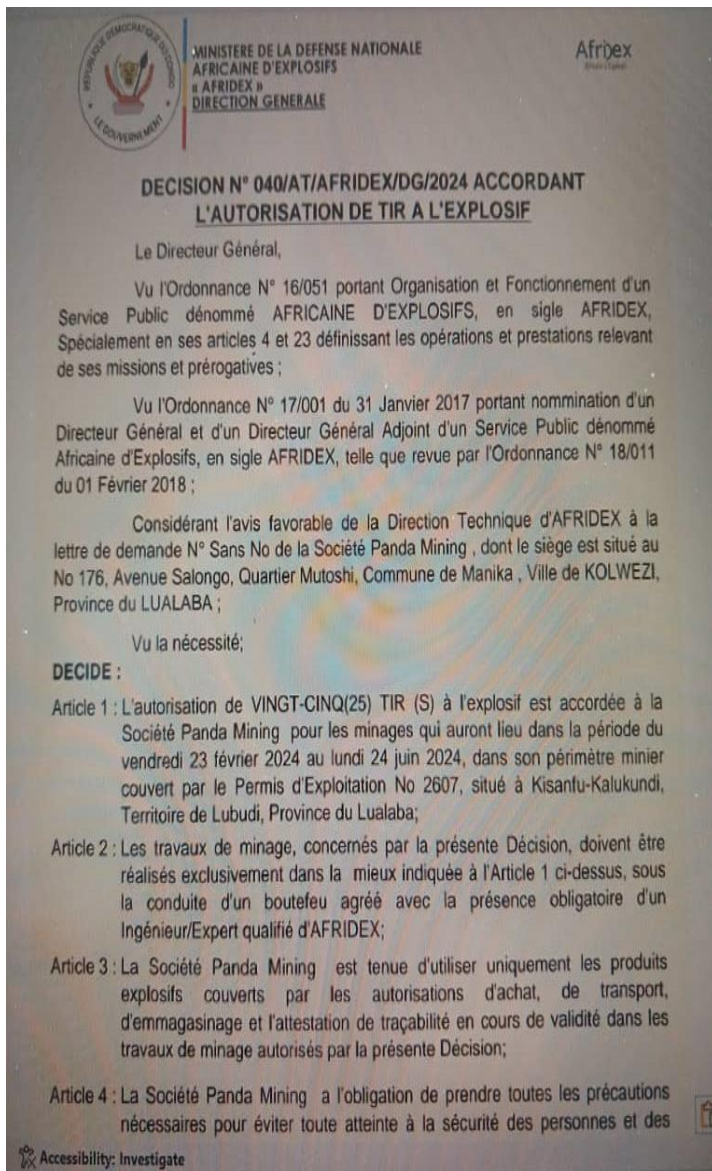 REPUBLIQUE DEMOCRATIQUE DU CONGO
LE GOUVERNEMENT
MINISTERE DE LA DEFENSE NATIONALE
AFRICAINE D'EXPLOSIFS
« AFRIDEX »
DIRECTION GENERALE
DECISION N° 040/AT/AFRIDEX/DG/2024 ACCORDANT
L'AUTORISATION DE TIR A L'EXPLOSIF
Le Directeur Général,
Vu l'Ordonnance N° 16/051 portant Organisation et Fonctionnement d'un
Service Public dénommé AFRICAINE D'EXPLOSIFS, en sigle AFRIDEX,
Spécialement en ses articles 4 et 23 définissant les opérations et prestations relevant
de ses missions et prérogatives ;
Vu l'Ordonnance N° 17/001 du 31 Janvier 2017 portant nommination d'un
Directeur Général et d'un Directeur Général Adjoint d'un Service Public dénommé
Africaine d'Explosifs, en sigle AFRIDEX, telle que revue par l'Ordonnance N° 18/011
du 01 Février 2018 ;
Considérant l'avis favorable de la Direction Technique d'AFRIDEX à la
lettre de demande N° Sans No de la Société Panda Mining , dont le siège est situé au
No 176, Avenue Salongo, Quartier Mutoshi, Commune de Manika , Ville de KOLWEZI,
Province du LUALABA ;
Vu la nécessité;
DECIDE :
Article 1 : L'autorisation de VINGT-CINQ(25) TIR (S) à l'explosif est accordée à la
Société Panda Mining pour les minages qui auront lieu dans la période du
vendredi 23 février 2024 au lundi 24 juin 2024, dans son périmètre minier
couvert par le Permis d'Exploitation No 2607, situé à Kisanfu-Kalukundi,
Territoire de Lubudi, Province du Lualaba;
Article 2 : Les travaux de minage, concernés par la présente Décision, doivent être
réalisés exclusivement dans la mieux indiquée à l'Article 1 ci-dessus, sous
la conduite d'un boutefeu agréé avec la présence obligatoire d'un
Ingénieur/Expert qualifié d'AFRIDEX;
Article 3 : La Société Panda Mining est tenue d'utiliser uniquement les produits
explosifs couverts par les autorisations d'achat, de transport,
d'emmagasinage et l'attestation de traçabilité en cours de validité dans les
travaux de minage autorisés par la présente Décision;
Article 4 : La Société Panda Mining a l'obligation de prendre toutes les précautions
nécessaires pour éviter toute atteinte à la sécurité des personnes et des
Accessibility: Investigate